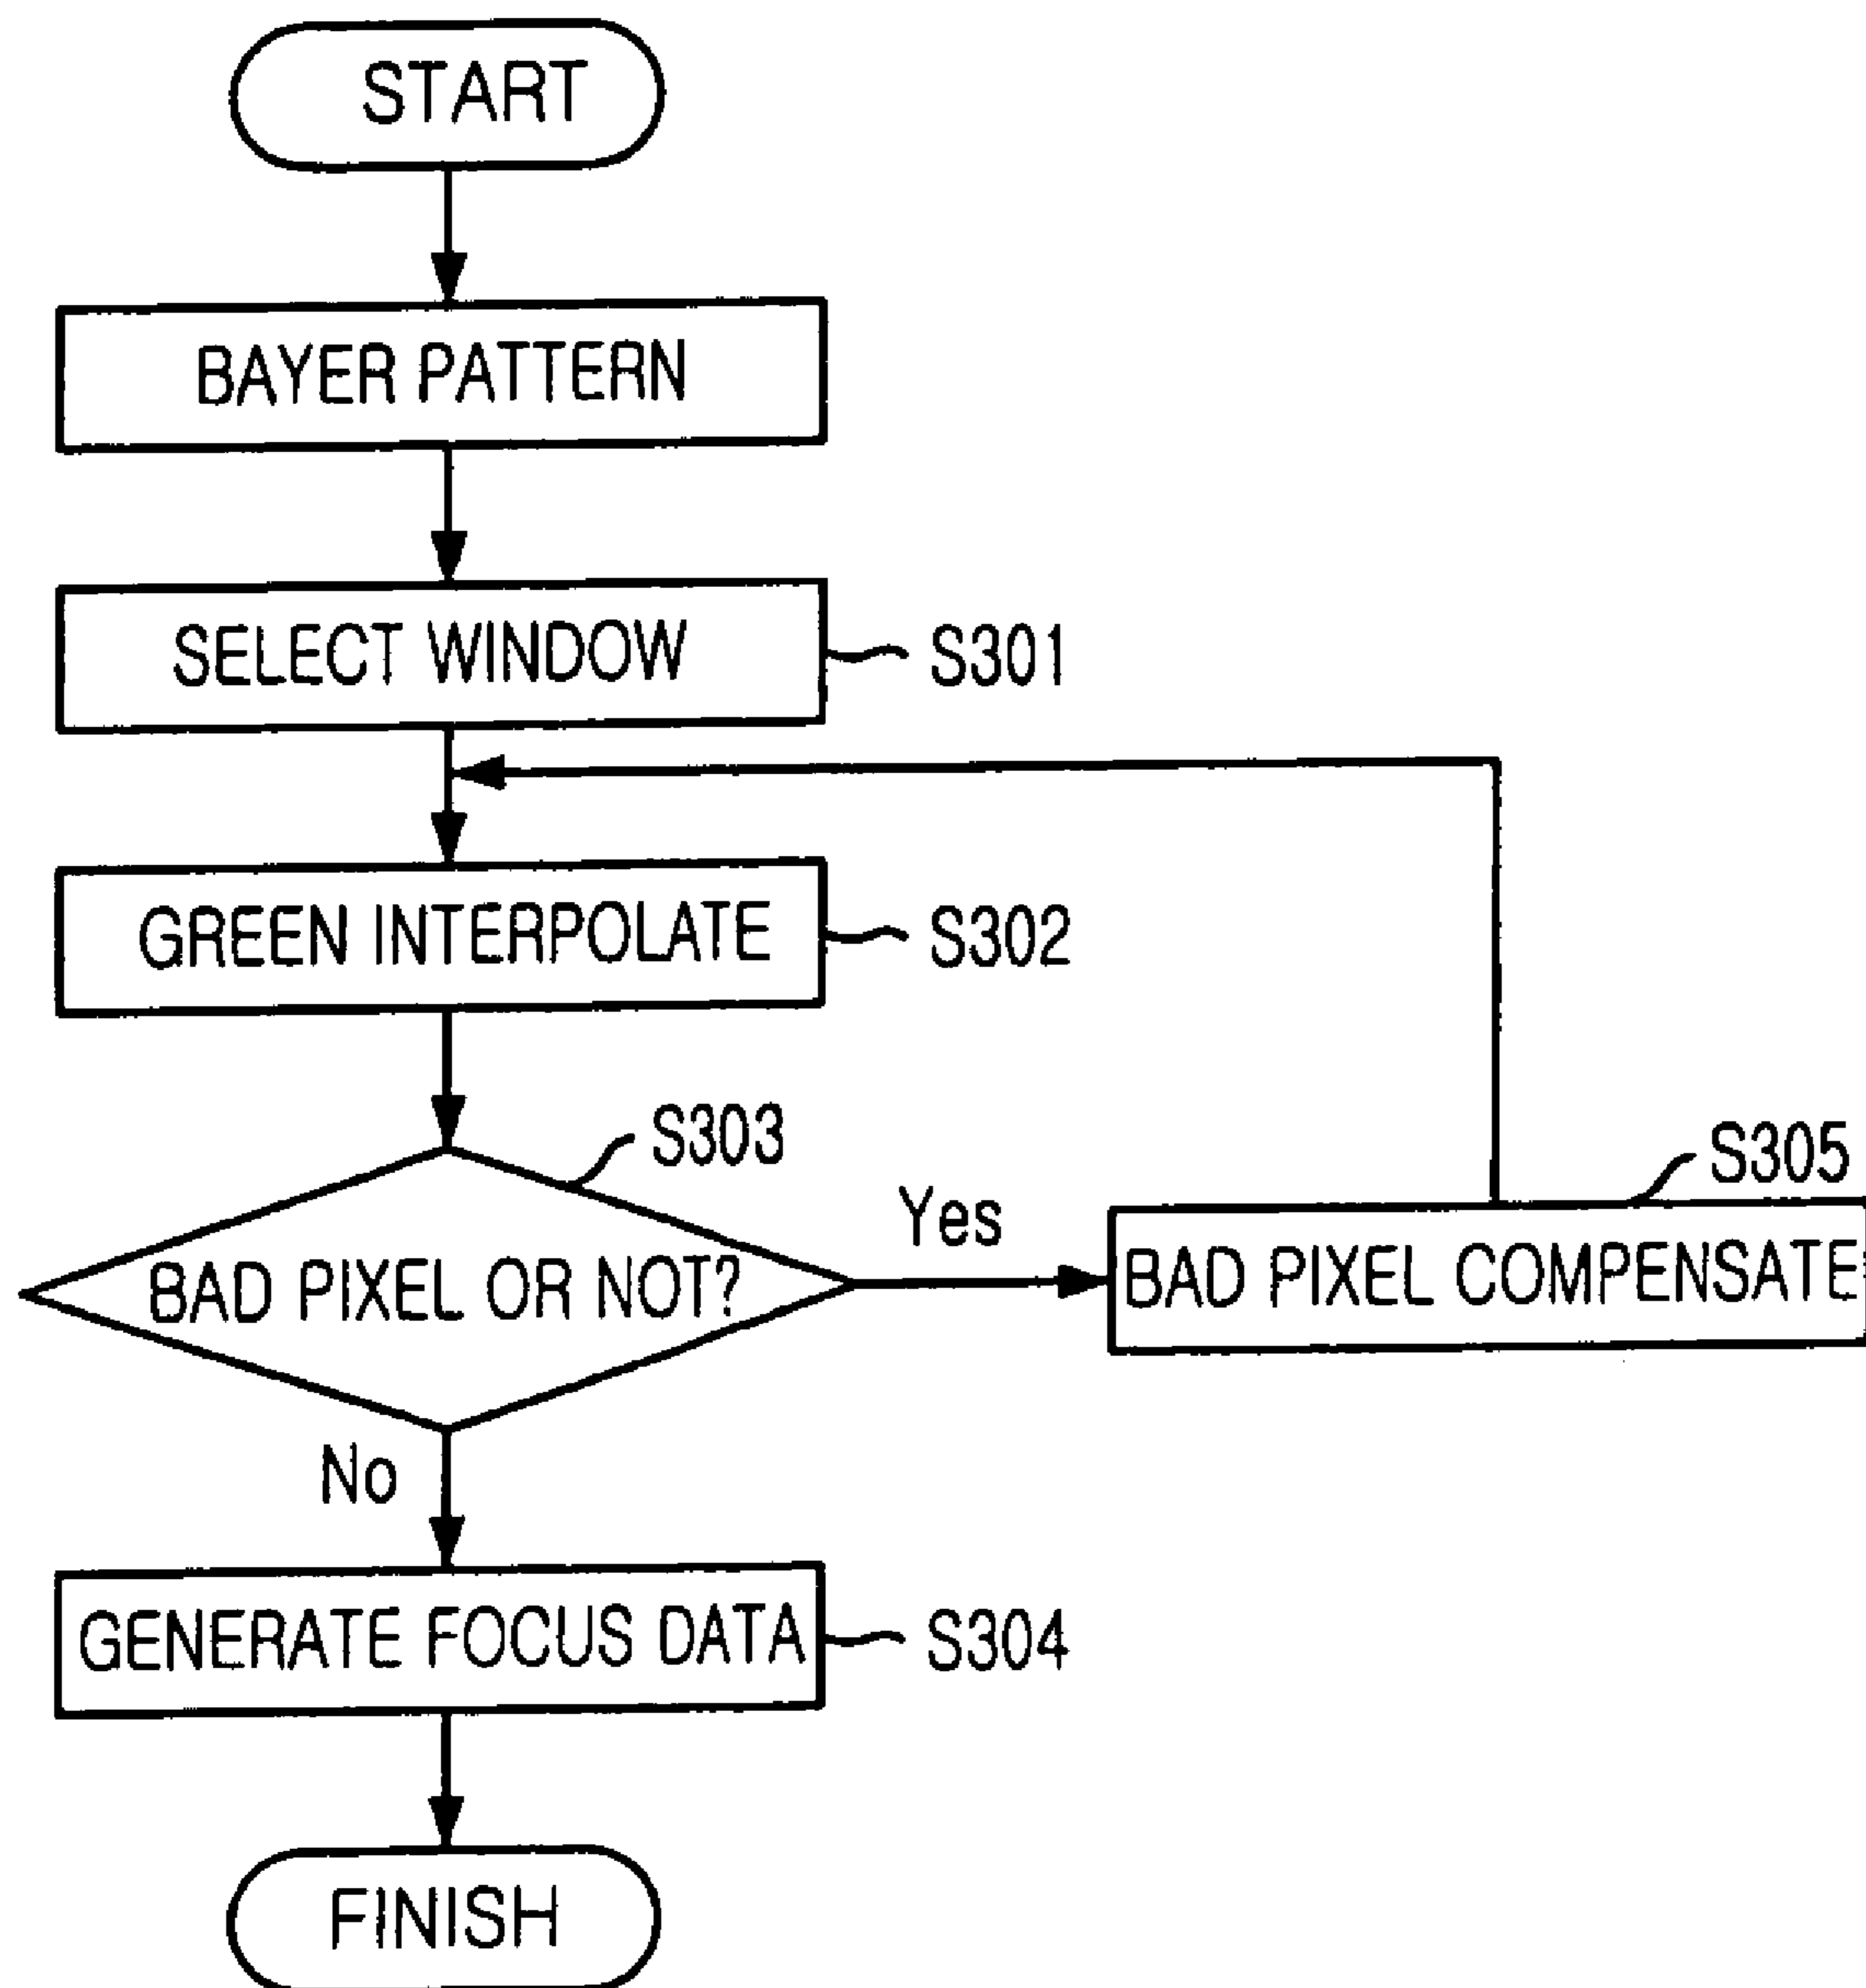 START
BAYER PATTERN
SELECT WINDOW
S301
GREEN INTERPOLATE
S302
S303
BAD PIXEL OR NOT?
Yes
S305
BAD PIXEL COMPENSATE
No
GENERATE FOCUS DATA
S304
FINISH